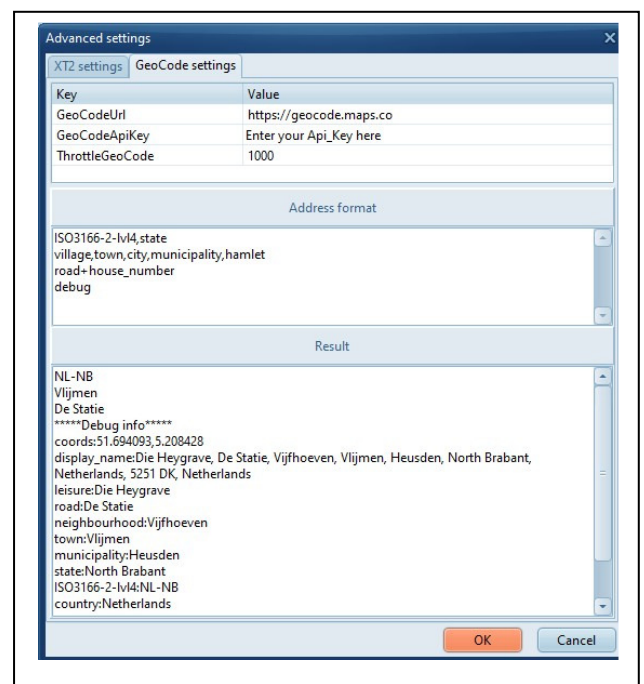 Advanced settings
XT2 settings GeoCode settings
Key Value
GeoCodeUrl https://geocode.maps.co
GeoCodeApiKey Enter your Api_Key here
ThrottleGeoCode 1000
Address format
ISO3166-2-lvl4,state
village,town,city,municipality,hamlet
road+house_number
debug
Result
NL-NB
Vlijmen
De Statie
*****Debug info*****
coords:51.694093,5.208428
display_name:Die Heygrave, De Statie, Vijfhoeven, Vlijmen, Heusden, North Brabant,
Netherlands, 5251 DK, Netherlands
leisure:Die Heygrave
road:De Statie
neighbourhood:Vijfhoeven
town:Vlijmen
municipality:Heusden
state:North Brabant
ISO3166-2-lvl4:NL-NB
country:Netherlands
OK Cancel